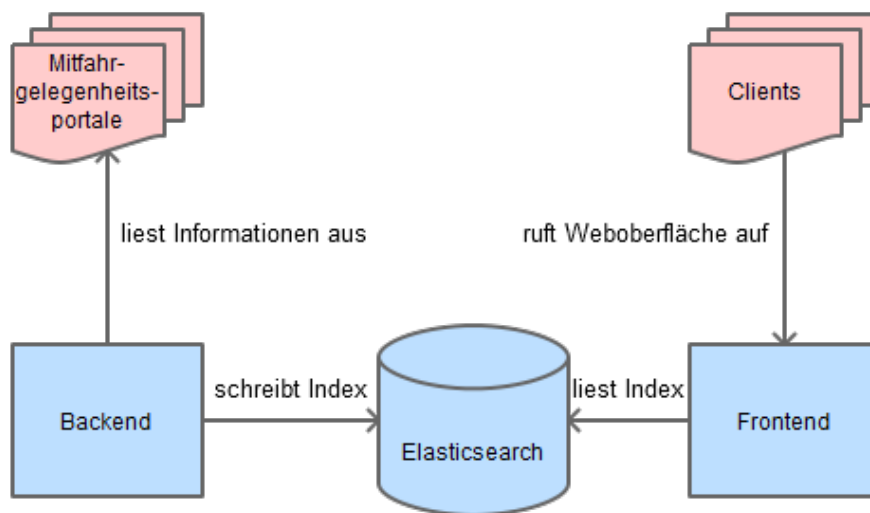 Mitfahr-
gelegenheits-
portale
Clients
liest Informationen aus
ruft Weboberfläche auf
schreibt Index
liest Index
Backend
Elasticsearch
Frontend